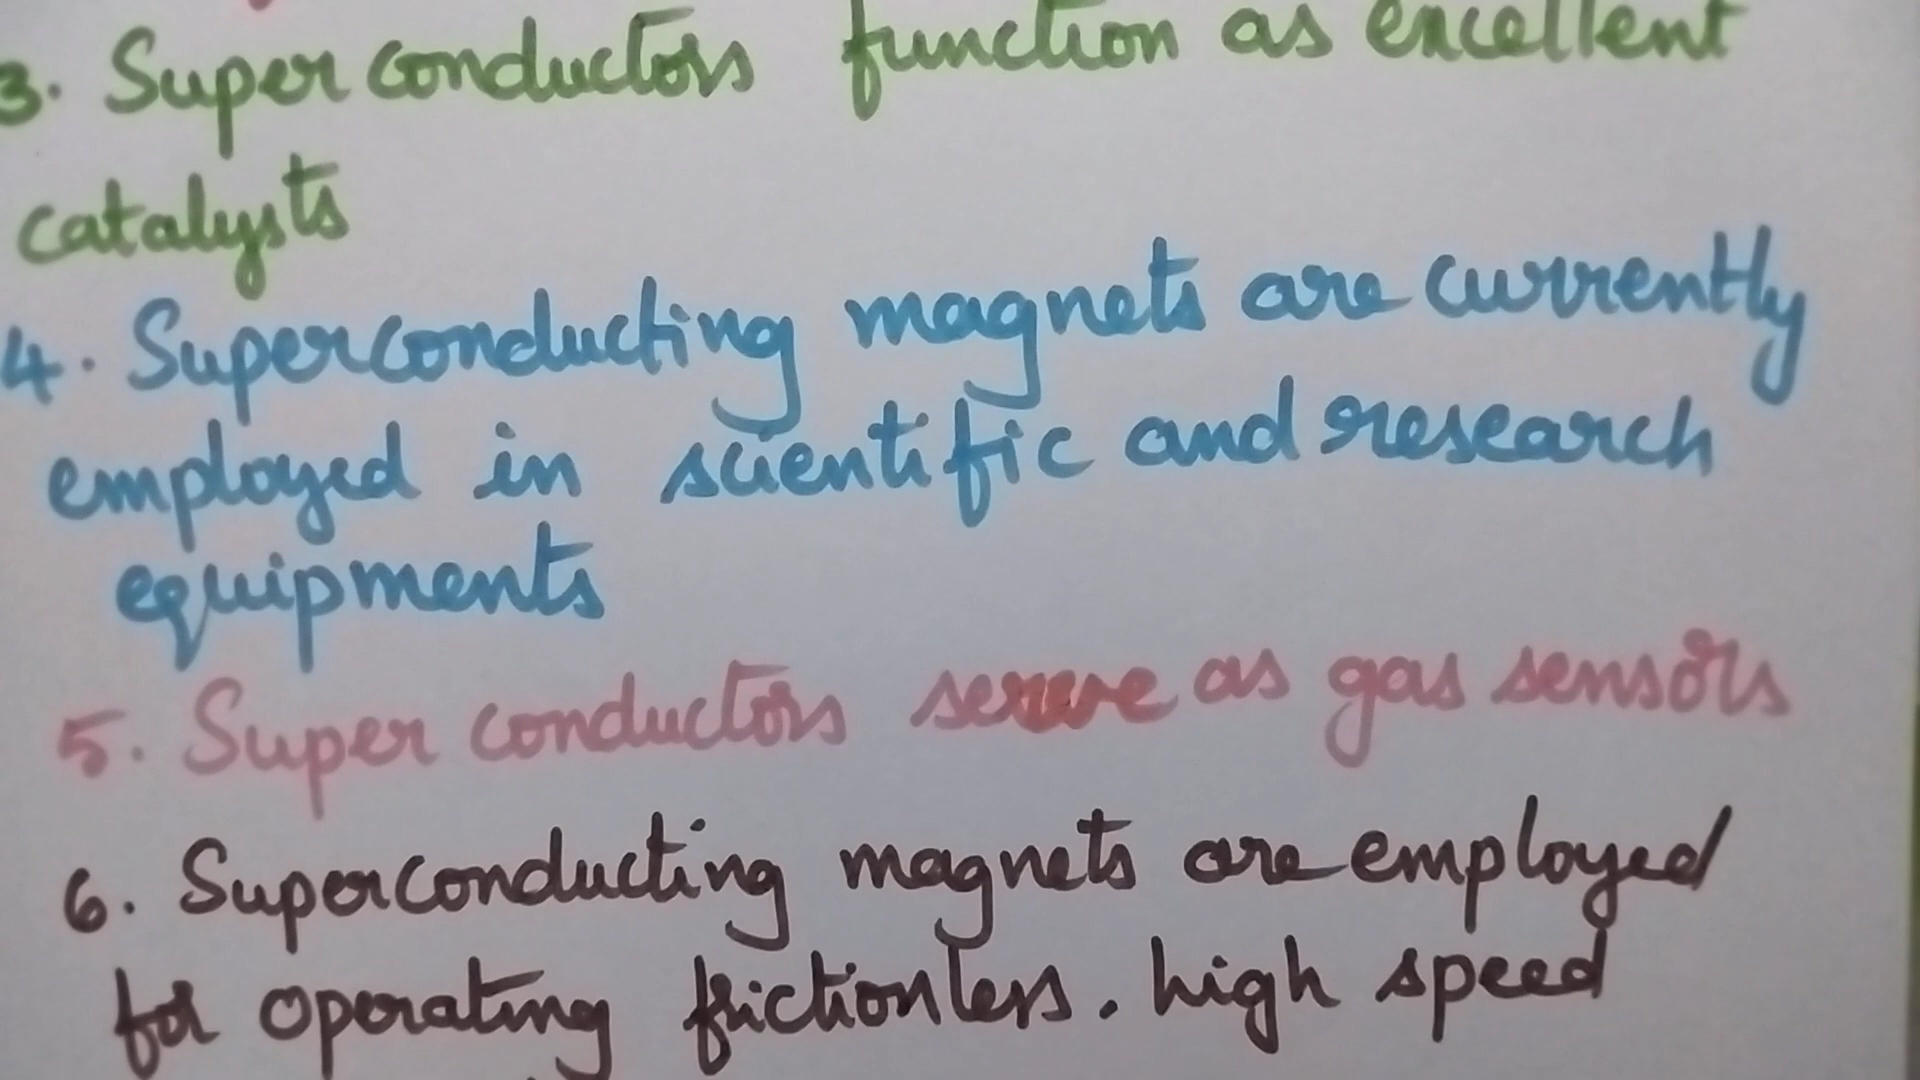 3. Super conductors function as excellent
catalysts
4. Superconducting magnets are currently
employed in scientific and research
equipments
5. Super conductors serve as gas sensors
6. Superconducting magnets are employed
for operating frictionless. high speed